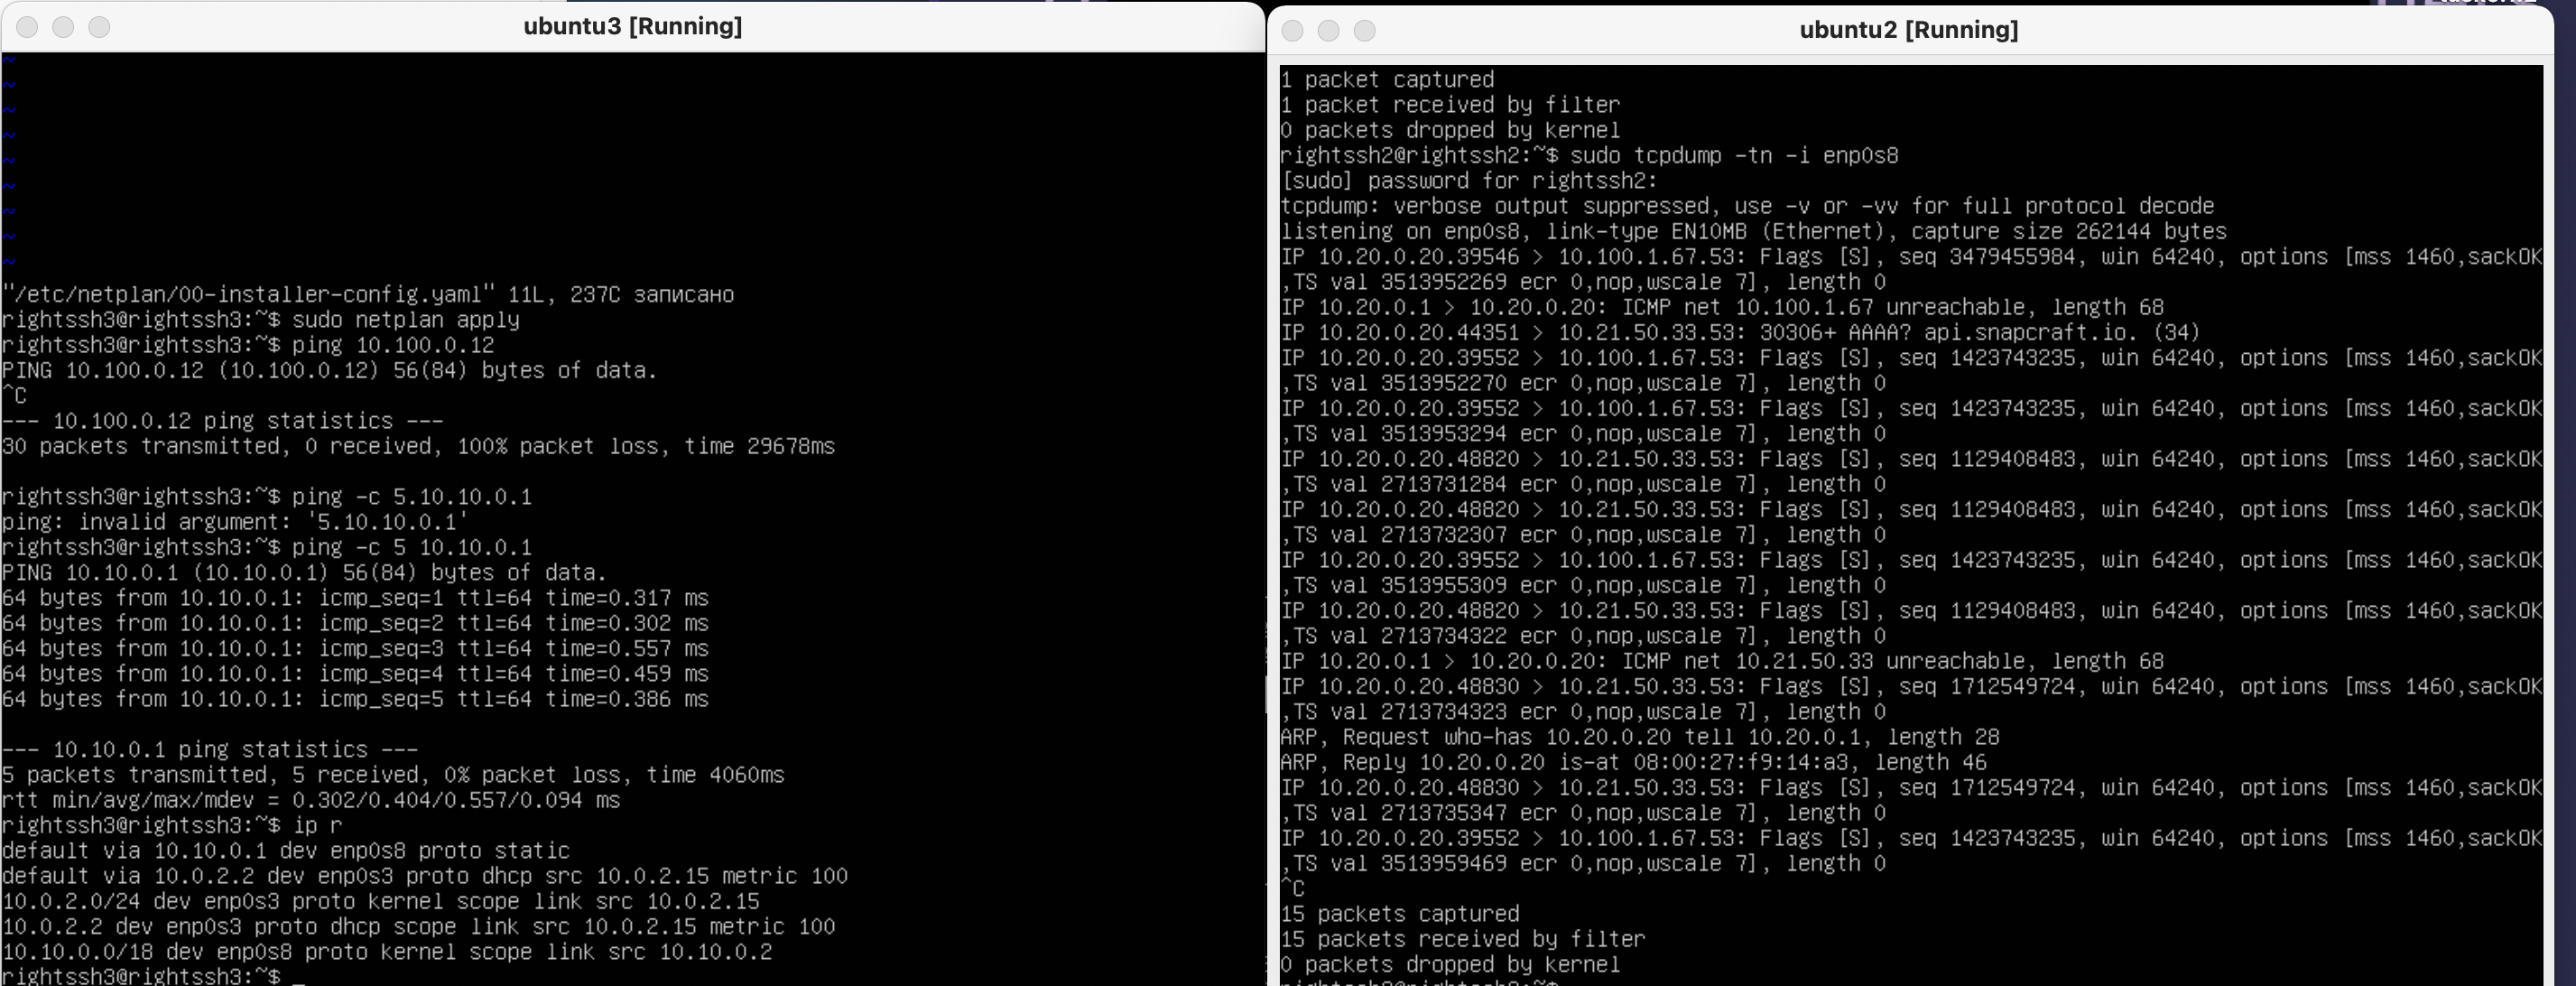 ubuntu3 [Running]
~
~
~
~
~
~
~
~
~
"/etc/netplan/00-installer-config.yaml" 11L, 237C записано
rightssh3@rightssh3:~$ sudo netplan apply
rightssh3@rightssh3:~$ ping 10.100.0.12
PING 10.100.0.12 (10.100.0.12) 56(84) bytes of data.
^C
--- 10.100.0.12 ping statistics ---
30 packets transmitted, 0 received, 100% packet loss, time 29678ms
rightssh3@rightssh3:~$ ping -c 5.10.10.0.1
ping: invalid argument: '5.10.10.0.1'
rightssh3@rightssh3:~$ ping -c 5 10.10.0.1
PING 10.10.0.1 (10.10.0.1) 56(84) bytes of data.
64 bytes from 10.10.0.1: icmp_seq=1 ttl=64 time=0.317 ms
64 bytes from 10.10.0.1: icmp_seq=2 ttl=64 time=0.302 ms
64 bytes from 10.10.0.1: icmp_seq=3 ttl=64 time=0.557 ms
64 bytes from 10.10.0.1: icmp_seq=4 ttl=64 time=0.459 ms
64 bytes from 10.10.0.1: icmp_seq=5 ttl=64 time=0.386 ms
--- 10.10.0.1 ping statistics ---
5 packets transmitted, 5 received, 0% packet loss, time 4060ms
rtt min/avg/max/mdev = 0.302/0.404/0.557/0.094 ms
rightssh3@rightssh3:~$ ip r
default via 10.10.0.1 dev enp0s8 proto static
default via 10.0.2.2 dev enp0s3 proto dhcp src 10.0.2.15 metric 100
10.0.2.0/24 dev enp0s3 proto kernel scope link src 10.0.2.15
10.0.2.2 dev enp0s3 proto dhcp scope link src 10.0.2.15 metric 100
10.10.0.0/18 dev enp0s8 proto kernel scope link src 10.10.0.2
rightssh3@rightssh3:~$ _
ubuntu2 [Running]
1 packet captured
1 packet received by filter
0 packets dropped by kernel
rightssh2@rightssh2:~$ sudo tcpdump -tn -i enp0s8
[sudo] password for rightssh2:
tcpdump: verbose output suppressed, use -v or -vv for full protocol decode
listening on enp0s8, link-type EN10MB (Ethernet), capture size 262144 bytes
IP 10.20.0.20.39546 > 10.100.1.67.53: Flags [S], seq 3479455984, win 64240, options [mss 1460,sackOK
,TS val 3513952269 ecr 0,nop,wscale 7], length 0
IP 10.20.0.1 > 10.20.0.20: ICMP net 10.100.1.67 unreachable, length 68
IP 10.20.0.20.44351 > 10.21.50.33.53: 30306+ AAAA? api.snapcraft.io. (34)
IP 10.20.0.20.39552 > 10.100.1.67.53: Flags [S], seq 1423743235, win 64240, options [mss 1460,sackOK
,TS val 3513952270 ecr 0,nop,wscale 7], length 0
IP 10.20.0.20.39552 > 10.100.1.67.53: Flags [S], seq 1423743235, win 64240, options [mss 1460,sackOK
,TS val 3513953294 ecr 0,nop,wscale 7], length 0
IP 10.20.0.20.48820 > 10.21.50.33.53: Flags [S], seq 1129408483, win 64240, options [mss 1460,sackOK
,TS val 2713731284 ecr 0,nop,wscale 7], length 0
IP 10.20.0.20.48820 > 10.21.50.33.53: Flags [S], seq 1129408483, win 64240, options [mss 1460,sackOK
,TS val 2713732307 ecr 0,nop,wscale 7], length 0
IP 10.20.0.20.39552 > 10.100.1.67.53: Flags [S], seq 1423743235, win 64240, options [mss 1460,sackOK
,TS val 3513955309 ecr 0,nop,wscale 7], length 0
IP 10.20.0.20.48820 > 10.21.50.33.53: Flags [S], seq 1129408483, win 64240, options [mss 1460,sackOK
,TS val 2713734322 ecr 0,nop,wscale 7], length 0
IP 10.20.0.1 > 10.20.0.20: ICMP net 10.21.50.33 unreachable, length 68
IP 10.20.0.20.48830 > 10.21.50.33.53: Flags [S], seq 1712549724, win 64240, options [mss 1460,sackOK
,TS val 2713734323 ecr 0,nop,wscale 7], length 0
ARP, Request who-has 10.20.0.20 tell 10.20.0.1, length 28
ARP, Reply 10.20.0.20 is-at 08:00:27:f9:14:a3, length 46
IP 10.20.0.20.48830 > 10.21.50.33.53: Flags [S], seq 1712549724, win 64240, options [mss 1460,sackOK
,TS val 2713735347 ecr 0,nop,wscale 7], length 0
IP 10.20.0.20.39552 > 10.100.1.67.53: Flags [S], seq 1423743235, win 64240, options [mss 1460,sackOK
,TS val 3513959469 ecr 0,nop,wscale 7], length 0
^C
15 packets captured
15 packets received by filter
0 packets dropped by kernel